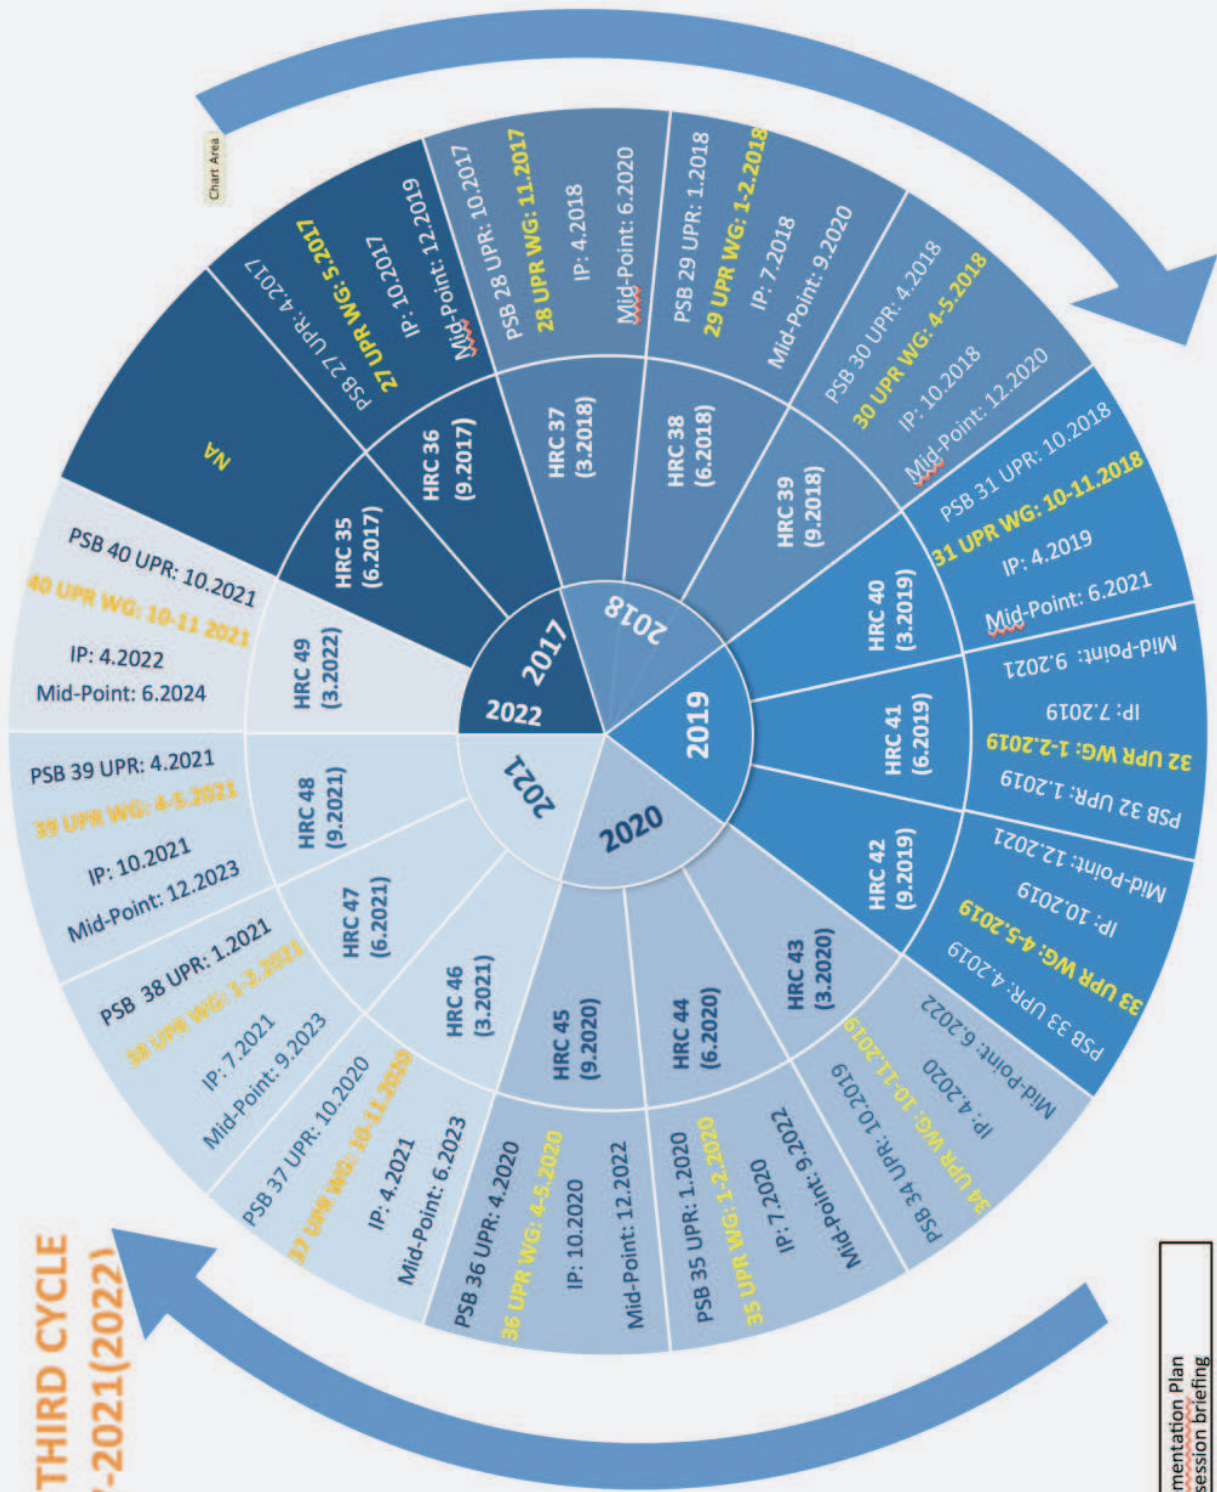 THIRD CYCLE
-2021(2022)
Chart Area
2017
2018
2019
2020
2021
2022
HRC 35
(6.2017)
NA
HRC 36
(9.2017)
PSB 27 UPR: 4.2017
27 UPR WG: 5.2017
IP: 10.2017
Mid-Point: 12.2019
HRC 37
(3.2018)
PSB 28 UPR: 10.2017
28 UPR WG: 11.2017
IP: 4.2018
Mid-Point: 6.2020
HRC 38
(6.2018)
PSB 29 UPR: 1.2018
29 UPR WG: 1-2.2018
IP: 7.2018
Mid-Point: 9.2020
HRC 39
(9.2018)
PSB 30 UPR: 4.2018
30 UPR WG: 4-5.2018
IP: 10.2018
Mid-Point: 12.2020
HRC 40
(3.2019)
PSB 31 UPR: 10.2018
31 UPR WG: 10-11.2018
IP: 4.2019
Mid-Point: 6.2021
HRC 41
(6.2019)
PSB 32 UPR: 1.2019
32 UPR WG: 1-2.2019
IP: 7.2019
Mid-Point: 9.2021
HRC 42
(9.2019)
PSB 33 UPR: 4.2019
33 UPR WG: 4-5.2019
IP: 10.2019
Mid-Point: 12.2021
HRC 43
(3.2020)
PSB 34 UPR: 10.2019
34 UPR WG: 10-11.2019
IP: 4.2020
Mid-Point: 6.2022
HRC 44
(6.2020)
PSB 35 UPR: 1.2020
35 UPR WG: 1-2.2020
IP: 7.2020
Mid-Point: 9.2022
HRC 45
(9.2020)
PSB 36 UPR: 4.2020
36 UPR WG: 4-5.2020
IP: 10.2020
Mid-Point: 12.2022
HRC 46
(3.2021)
PSB 37 UPR: 10.2020
37 UPR WG: 10-11.2020
IP: 4.2021
Mid-Point: 6.2023
HRC 47
(6.2021)
PSB 38 UPR: 1.2021
38 UPR WG: 1-2.2021
IP: 7.2021
Mid-Point: 9.2023
HRC 48
(9.2021)
PSB 39 UPR: 4.2021
39 UPR WG: 4-5.2021
IP: 10.2021
Mid-Point: 12.2023
HRC 49
(3.2022)
PSB 40 UPR: 10.2021
40 UPR WG: 10-11 2021
IP: 4.2022
Mid-Point: 6.2024
mentation Plan
session briefing